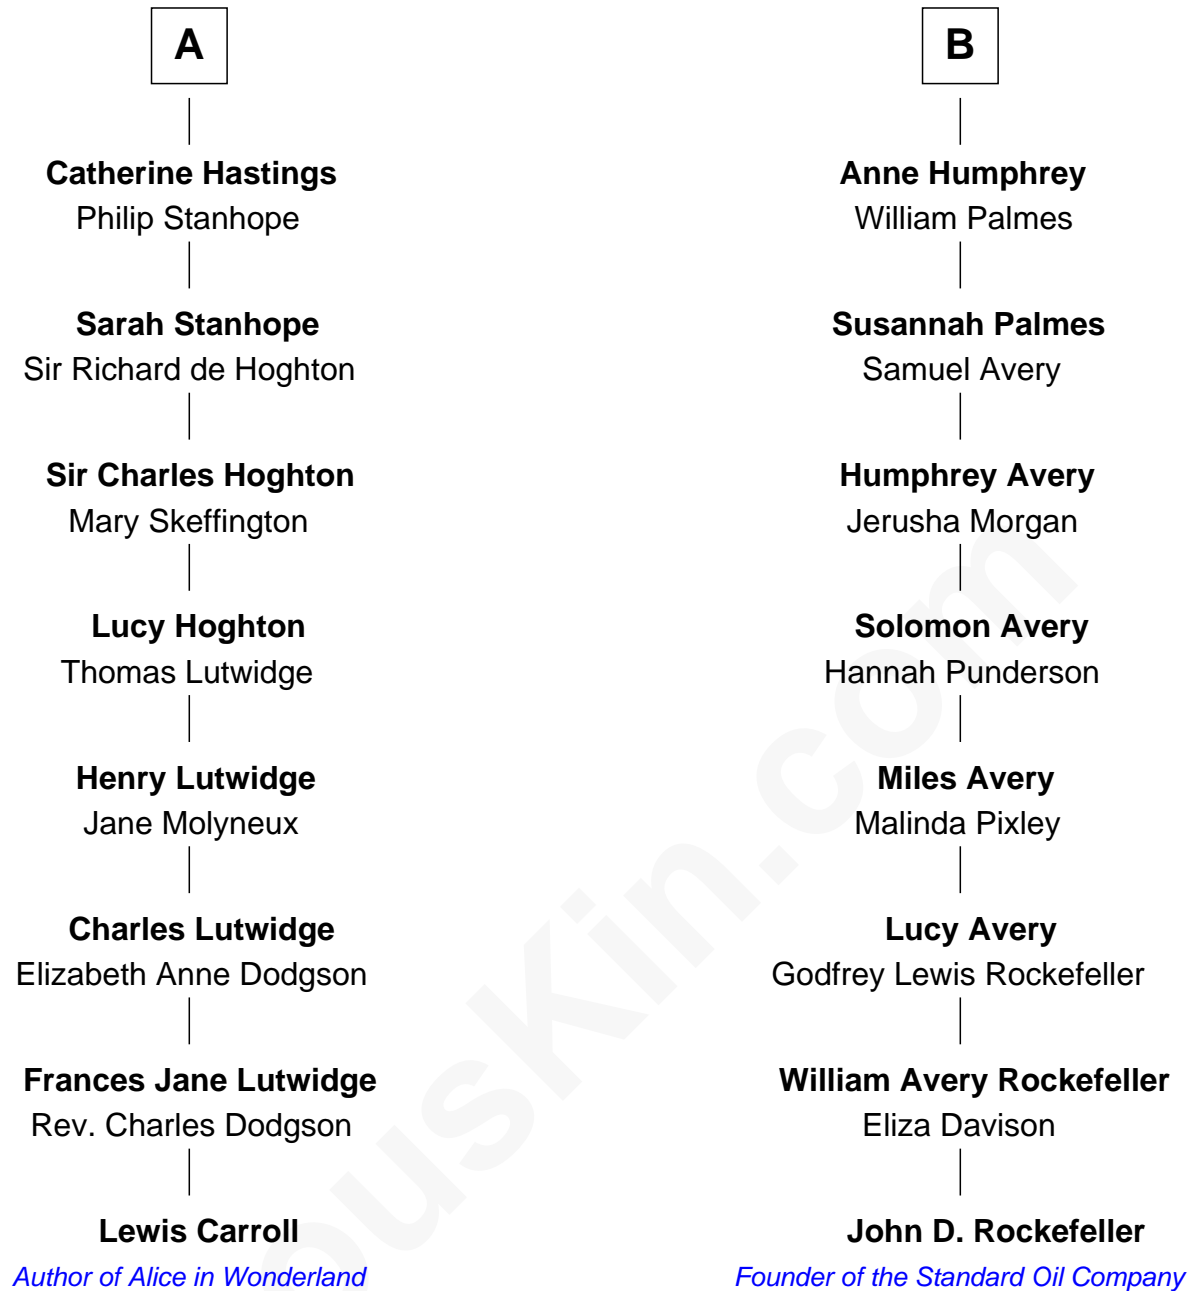 A
Catherine Hastings
Philip Stanhope
Sarah Stanhope
Sir Richard de Hoghton
Sir Charles Hoghton
Mary Skeffington
Lucy Hoghton
Thomas Lutwidge
Henry Lutwidge
Jane Molyneux
Charles Lutwidge
Elizabeth Anne Dodgson
Frances Jane Lutwidge
Rev. Charles Dodgson
Lewis Carroll
Author of Alice in Wonderland
B
Anne Humphrey
William Palmes
Susannah Palmes
Samuel Avery
Humphrey Avery
Jerusha Morgan
Solomon Avery
Hannah Punderson
Miles Avery
Malinda Pixley
Lucy Avery
Godfrey Lewis Rockefeller
William Avery Rockefeller
Eliza Davison
John D. Rockefeller
Founder of the Standard Oil Company
ousKin.com